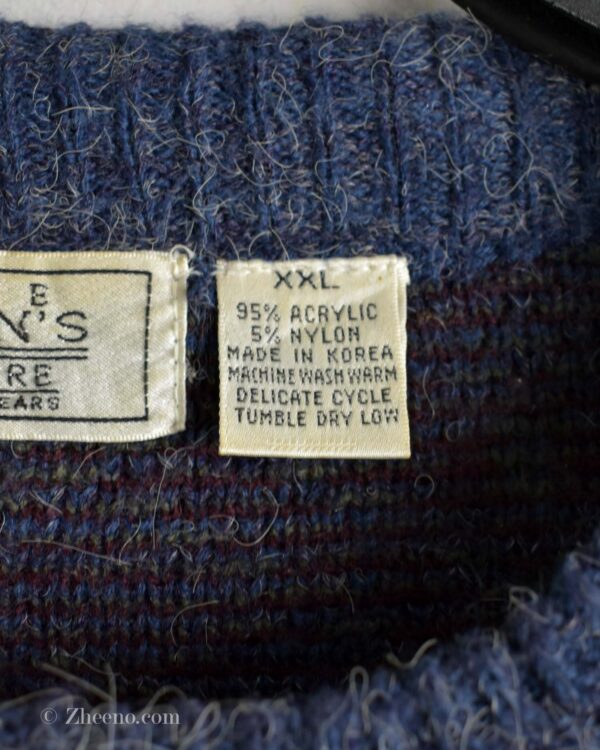 E
N'S
RE
EARS
XXL
95% ACRYLIC
5% NYLON
MADE IN KOREA
MACHINE WASH WARM
DELICATE CYCLE
TUMBLE DRY LOW
© Zheeno.com